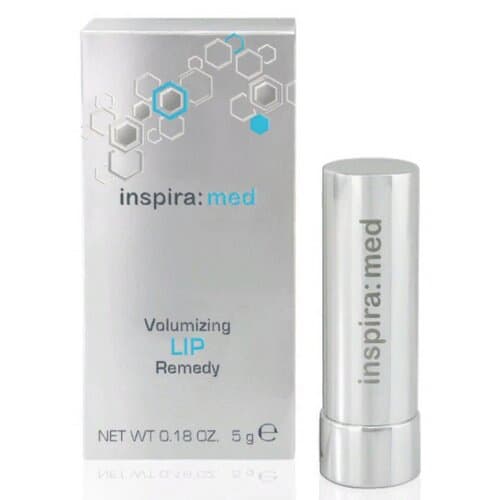 inspira:med
Volumizing
LIP
Remedy
NET WT 0.18 OZ. 5 g ℮
inspira:med